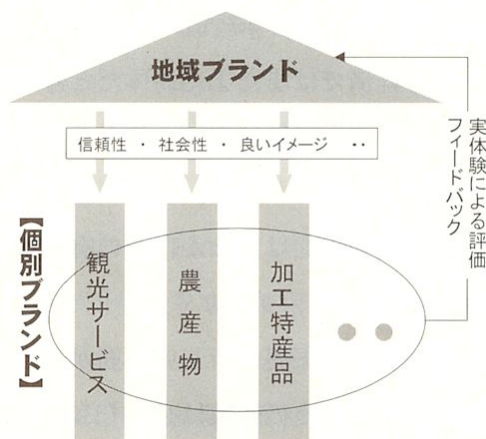 地域ブランド
信頼性 ・ 社会性 ・ 良いイメージ ・・
実体験による評価
フィードバック
【個別ブランド】
観光サービス
農産物
加工特産品